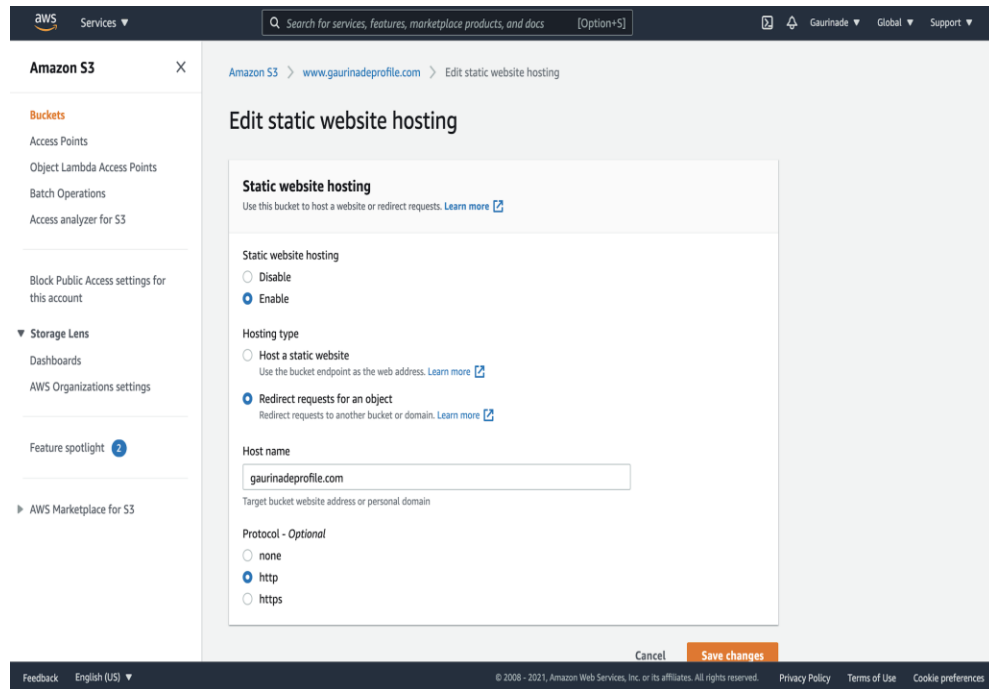 aws
Services ▼
Search for services, features, marketplace products, and docs [Option+S]
Gaurinade ▼
Global ▼
Support ▼
Amazon S3 X
Buckets
Access Points
Object Lambda Access Points
Batch Operations
Access analyzer for S3
Block Public Access settings for
this account
▼ Storage Lens
Dashboards
AWS Organizations settings
Feature spotlight 2
▶ AWS Marketplace for S3
Amazon S3 > www.gaurinadeprofile.com > Edit static website hosting
Edit static website hosting
Static website hosting
Use this bucket to host a website or redirect requests. Learn more
Static website hosting
Disable
Enable
Hosting type
Host a static website
Use the bucket endpoint as the web address. Learn more
Redirect requests for an object
Redirect requests to another bucket or domain. Learn more
Host name
gaurinadeprofile.com
Target bucket website address or personal domain
Protocol - Optional
none
http
https
Cancel
Save changes
Feedback
English (US) ▼
© 2008 - 2021, Amazon Web Services, Inc. or its affiliates. All rights reserved.
Privacy Policy
Terms of Use
Cookie preferences